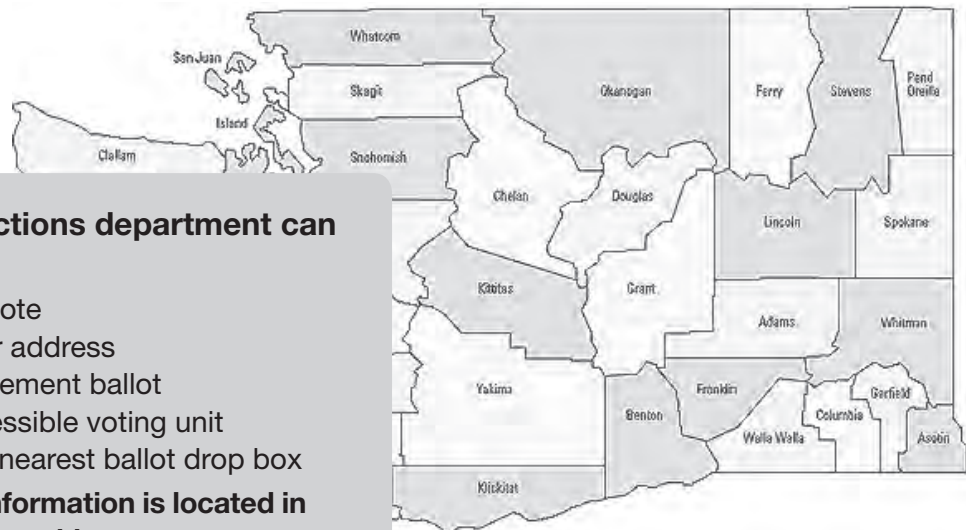 Whatcom
San Juan
Skagit
Okanogan
Ferry
Stevens
Pend
Oreille
Island
Clallam
Snohomish
Chelan
Douglas
Lincoln
Spokane
ctions department can
ote
r address
ement ballot
essible voting unit
nearest ballot drop box
nformation is located in
Kittitas
Grant
Adams
Whitman
Yakima
Franklin
Benton
Walla Walla
Columbia
Garfield
Asotin
Klickitat